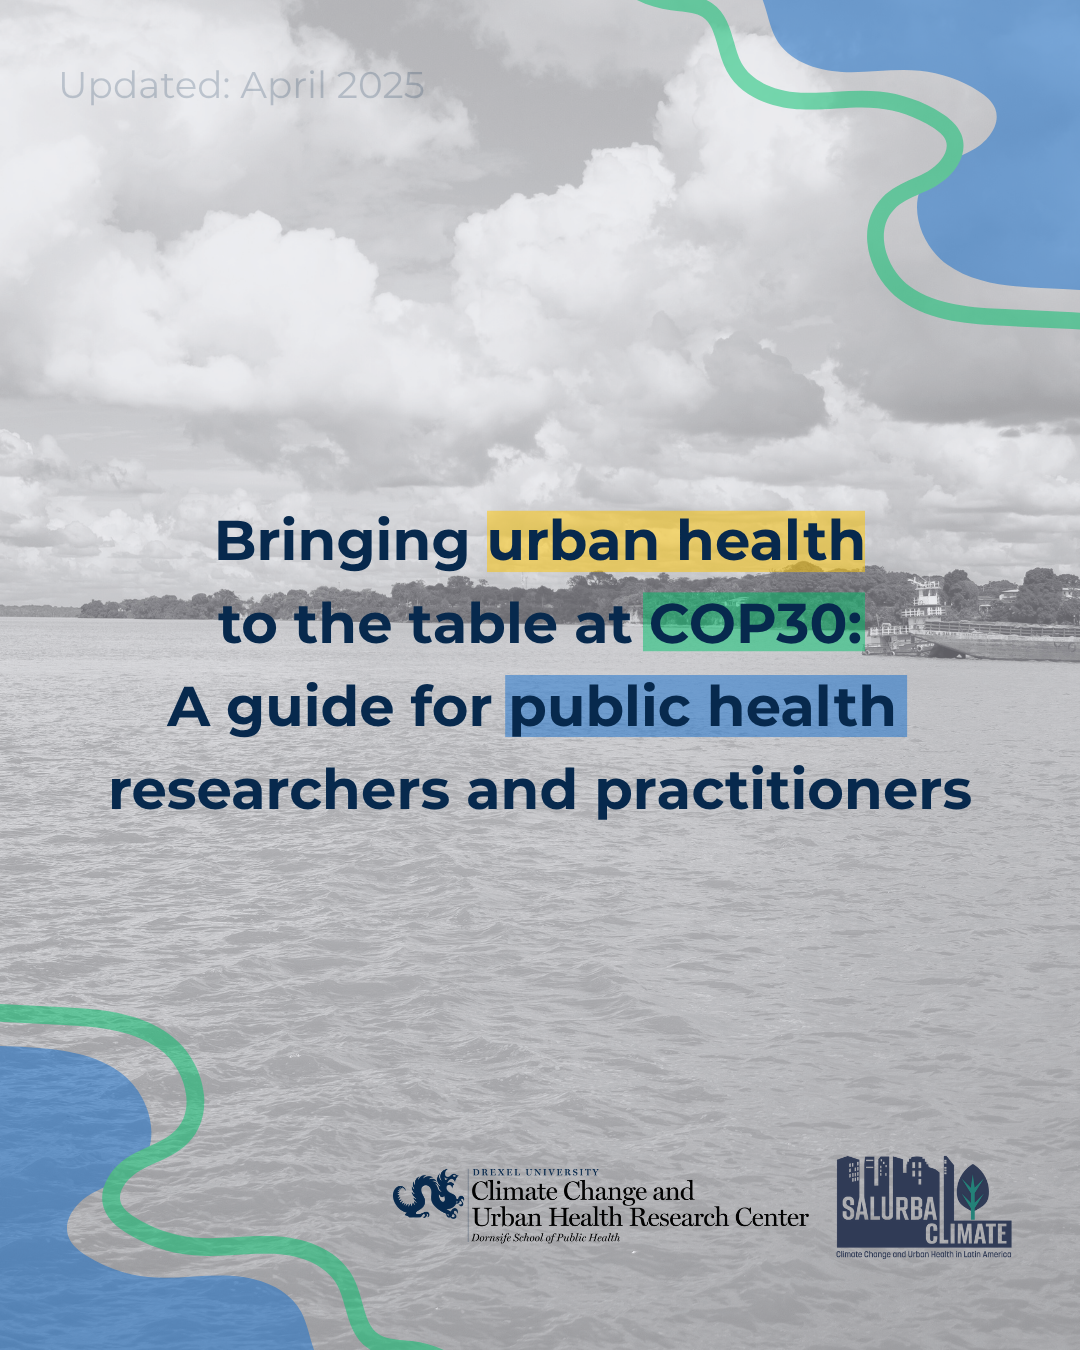 Updated: April 2025
Bringing urban health
to the table at COP30:
A guide for public health
researchers and practitioners
DREXEL UNIVERSITY
Climate Change and
Urban Health Research Center
Dornsife School of Public Health
SALURBAL
CLIMATE
Climate Change and Urban Health in Latin America